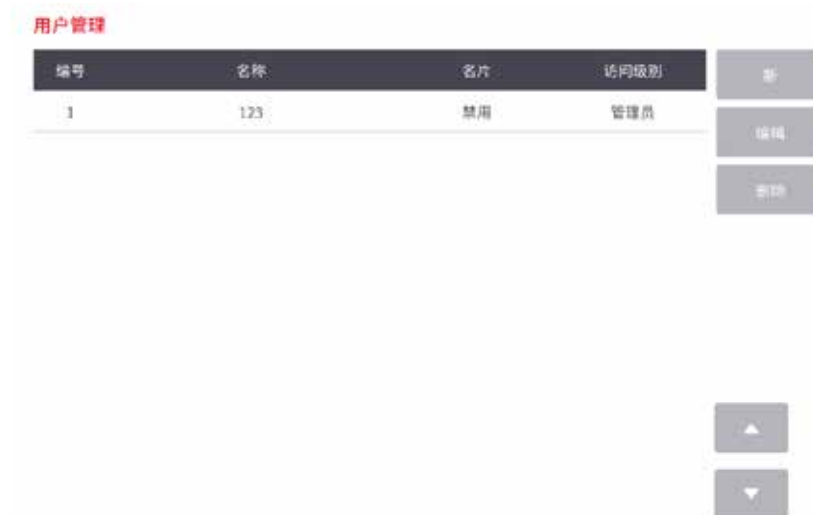 用户管理
编号 名称 名片 访问级别
1 123 禁用 管理员
新
编辑
删除